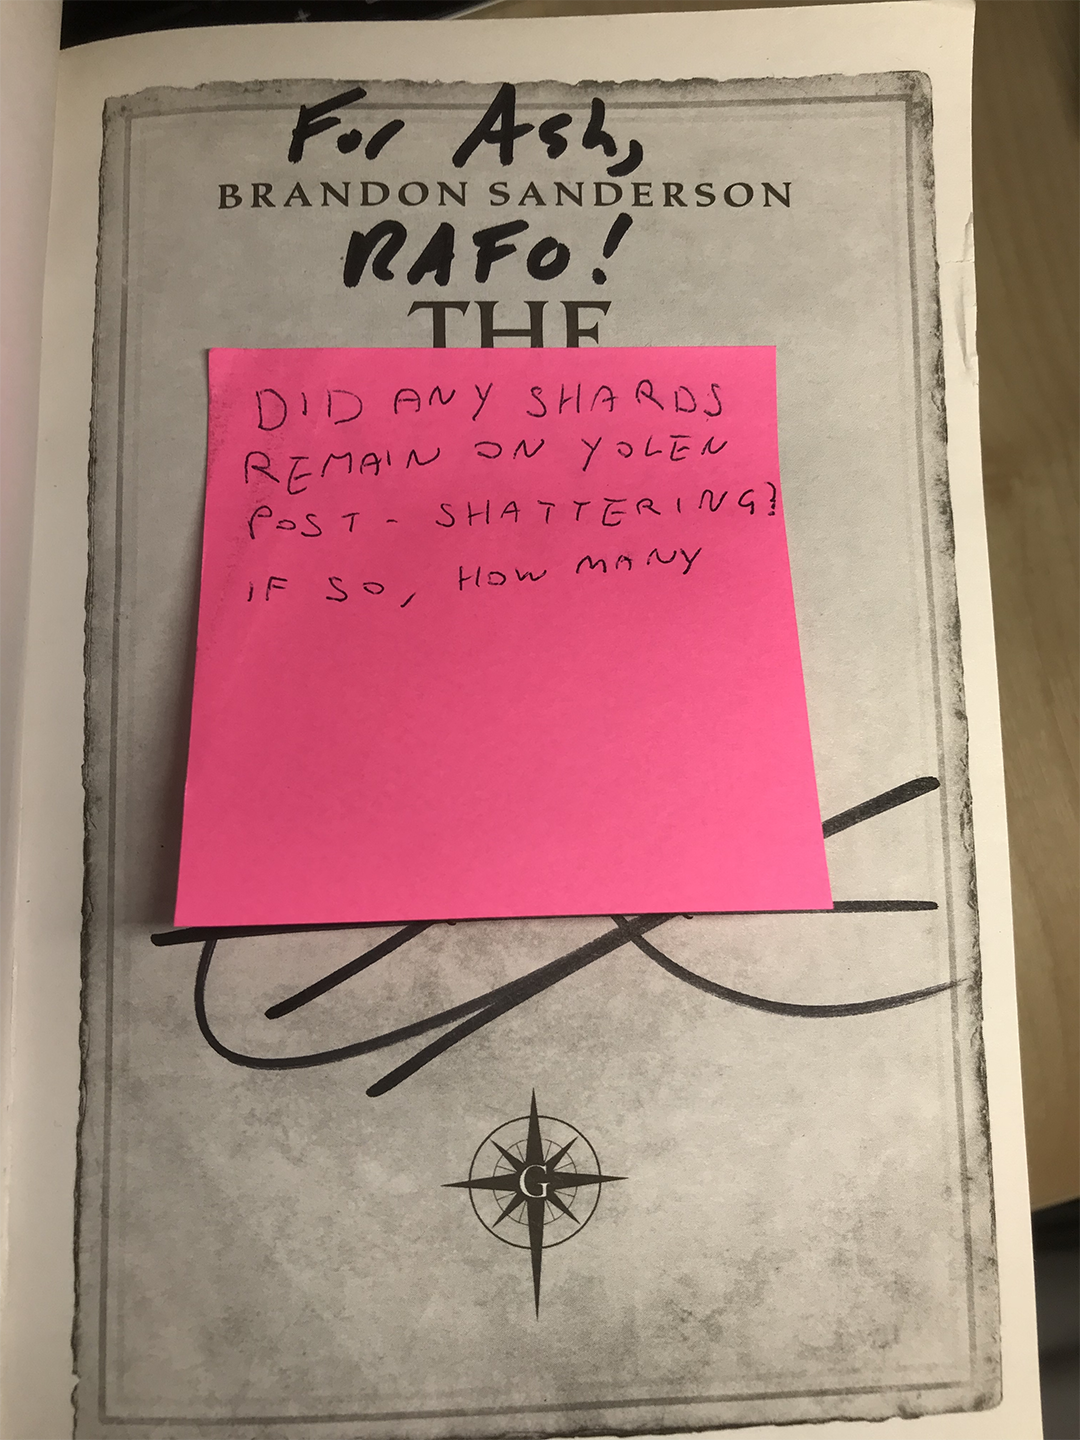 For Ash,
BRANDON SANDERSON
RAFO!
THE
DID ANY SHARDS
REMAIN ON YOLEN
POST - SHATTERING?
IF SO, HOW MANY
G